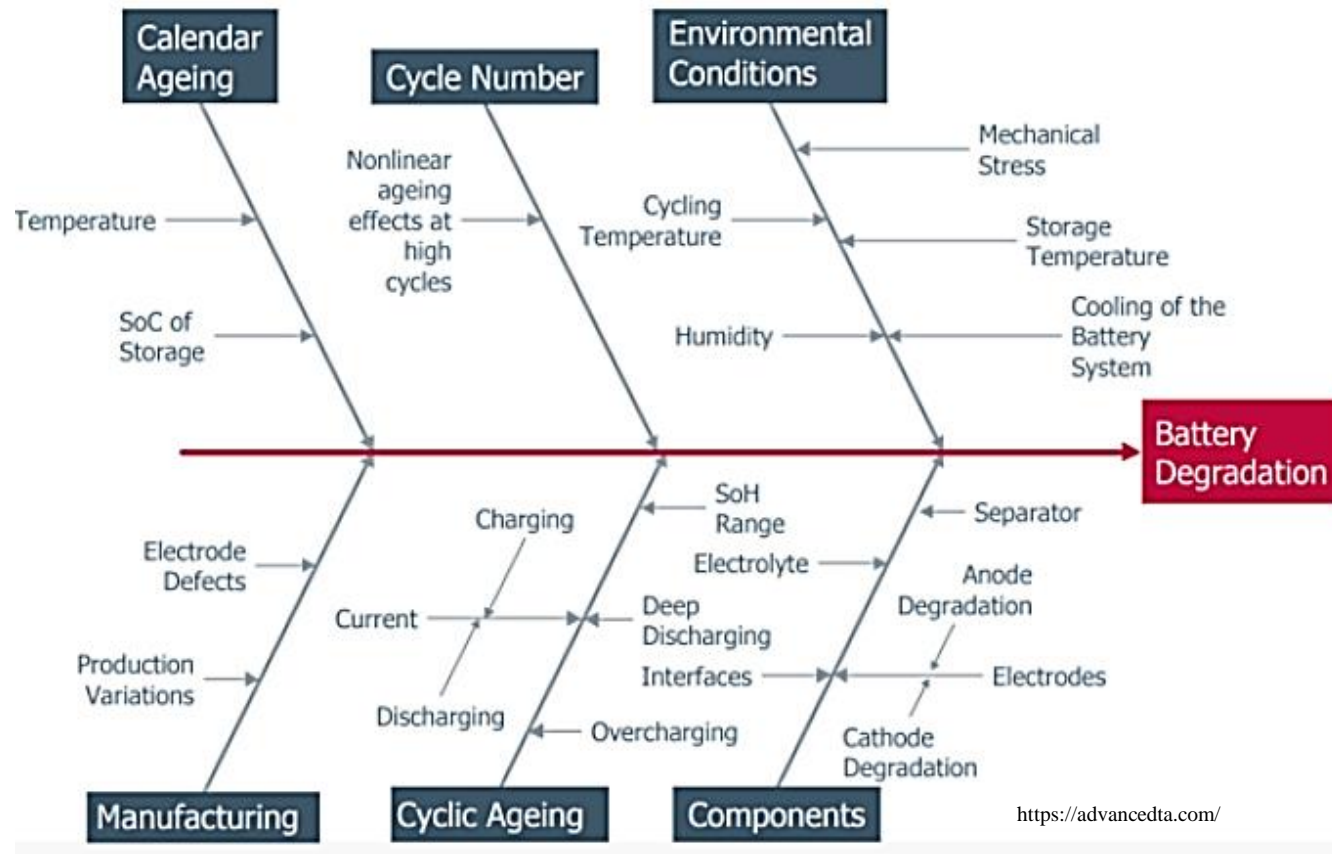 Calendar
Ageing
Cycle Number
Environmental
Conditions
Temperature
SoC of
Storage
Nonlinear
ageing
effects at
high
cycles
Mechanical
Stress
Cycling
Temperature
Storage
Temperature
Humidity
Cooling of the
Battery
System
Battery
Degradation
Electrode
Defects
Production
Variations
Charging
SoH
Range
Current
Deep
Discharging
Discharging
Overcharging
Separator
Electrolyte
Anode
Degradation
Interfaces
Electrodes
Cathode
Degradation
Manufacturing
Cyclic Ageing
Components
https://advancedta.com/